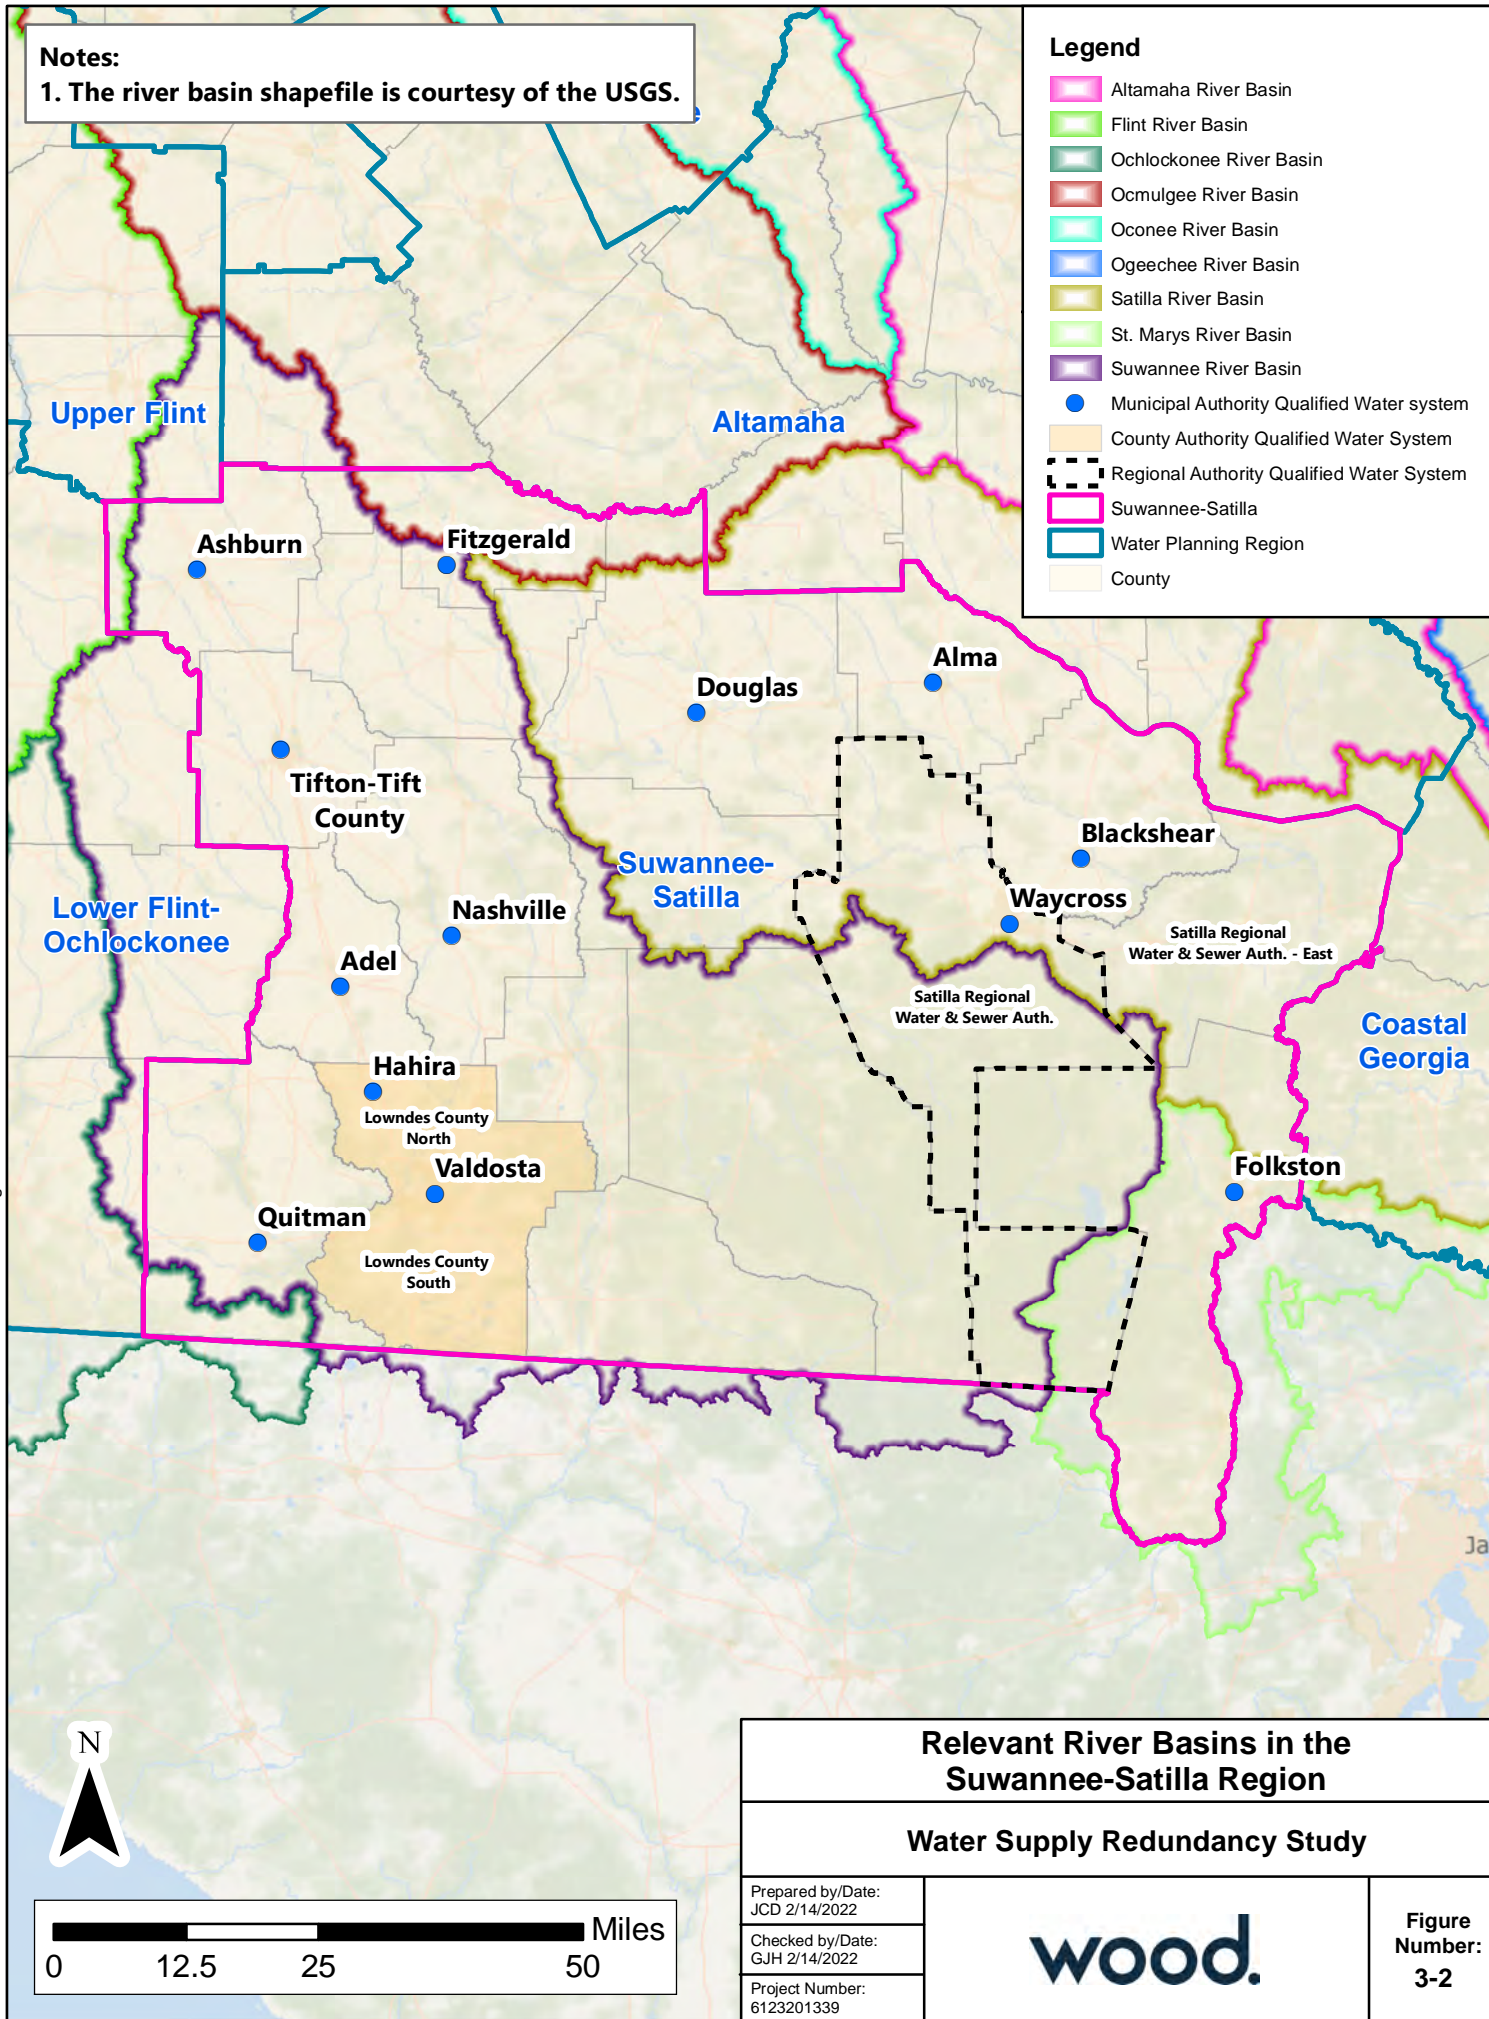 Notes:
1. The river basin shapefile is courtesy of the USGS.
Legend
Altamaha River Basin
Flint River Basin
Ochlockonee River Basin
Ocmulgee River Basin
Oconee River Basin
Ogeechee River Basin
Satilla River Basin
St. Marys River Basin
Suwannee River Basin
Municipal Authority Qualified Water system
County Authority Qualified Water System
Regional Authority Qualified Water System
Suwannee-Satilla
Water Planning Region
County
Upper Flint
Altamaha
Ashburn
Fitzgerald
Alma
Douglas
Tifton-Tift
County
Blackshear
Suwannee-
Satilla
Waycross
Lower Flint-
Ochlockonee
Nashville
Satilla Regional
Water & Sewer Auth. - East
Adel
Satilla Regional
Water & Sewer Auth.
Coastal
Georgia
Hahira
Lowndes County
North
Valdosta
Folkston
Quitman
Lowndes County
South
Ja
N
Miles
0 12.5 25 50
Relevant River Basins in the
Suwannee-Satilla Region
Water Supply Redundancy Study
Prepared by/Date:
JCD 2/14/2022
Checked by/Date:
GJH 2/14/2022
Project Number:
6123201339
wood.
Figure
Number:
3-2